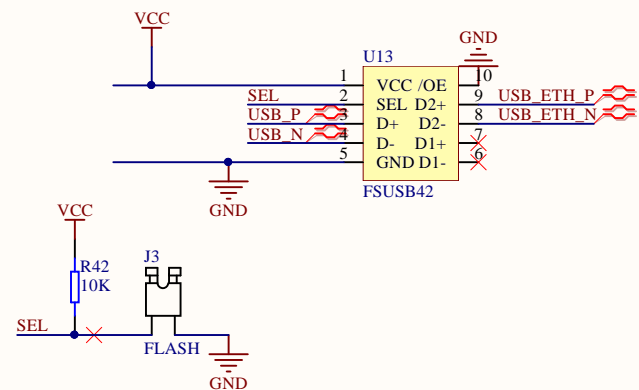 VCC
GND
U13
1 VCC /OE 10
SEL 2 SEL D2+ 9 USB_ETH_P
USB_P 3 D+ D2- 8 USB_ETH_N
USB_N 4 D- D1+ 7
5 GND D1- 6
FSUSB42
GND
VCC
J3
R42
10K
SEL
FLASH
GND